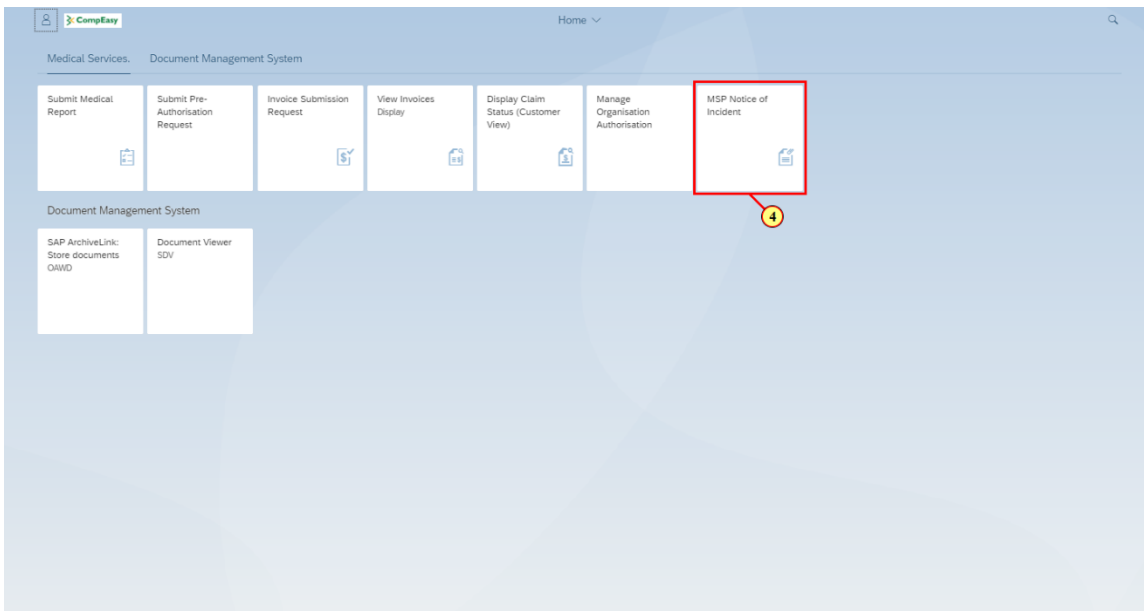 CompEasy
Home
Medical Services.
Document Management System
Submit Medical
Report
Submit Pre-
Authorisation
Request
Invoice Submission
Request
$
View Invoices
Display
Display Claim
Status (Customer
View)
Manage
Organisation
Authorisation
MSP Notice of
Incident
4
Document Management System
SAP ArchiveLink:
Store documents
OAWD
Document Viewer
SDV